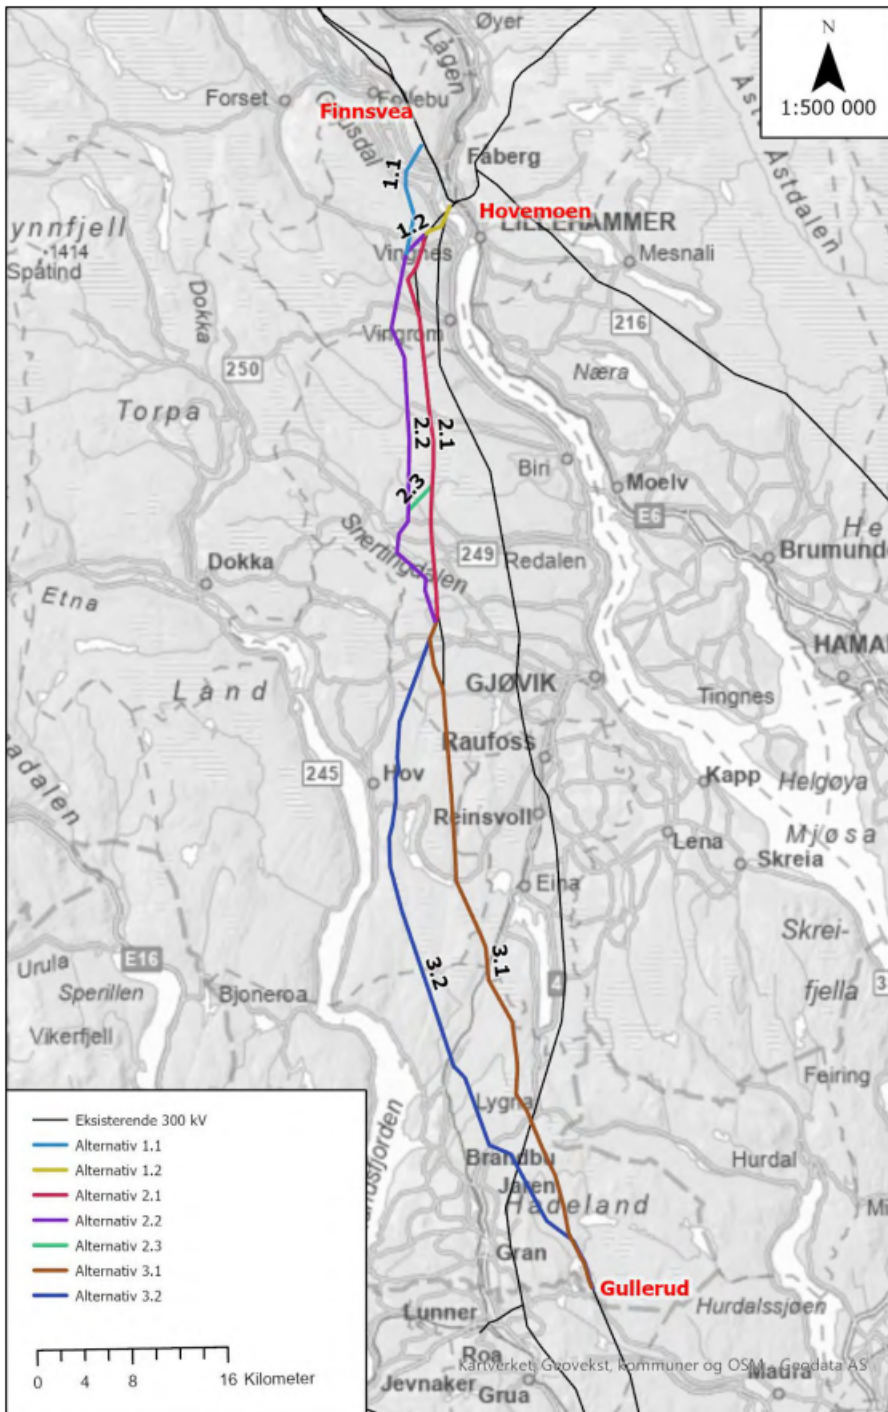 N
1:500 000
Øyer
Lågen
Forset
Follebu
Finnsvea
Gausdal
Åstdalen
Åstdalen
Fåberg
1.1
Hovemoen
LILLEHAMMER
1.2
Mesnali
Vingnes
ynnfjell
1414
Spåtind
Dokka
Vingrom
216
250
Næra
Torpa
2.2
2.1
Biri
Moelv
2.3
E6
He
Snertingdalen
249
Redalen
Brumund
Dokka
Etna
HAMA
Land
GJØVIK
Tingnes
adalen
Raufoss
245
Hov
Kapp
Helgøya
Reinsvoll
Mjøsa
Lena
Skreia
Eina
Skrei-
fjella
3.1
3.2
E16
4
3
Urula
Sperillen
Bjoneroa
Vikerfjell
Feiring
Lygna
Brandbu
Hurdal
Jaren
Hadeland
Mi
ndsfjorden
Gran
Gullerud
Hurdalssjøen
Lunner
Roa
Kartverket, Geovekst, kommuner og OSM - Geodata AS
Jevnaker
Grua
Maura
Eksisterende 300 kV
Alternativ 1.1
Alternativ 1.2
Alternativ 2.1
Alternativ 2.2
Alternativ 2.3
Alternativ 3.1
Alternativ 3.2
0 4 8 16 Kilometer